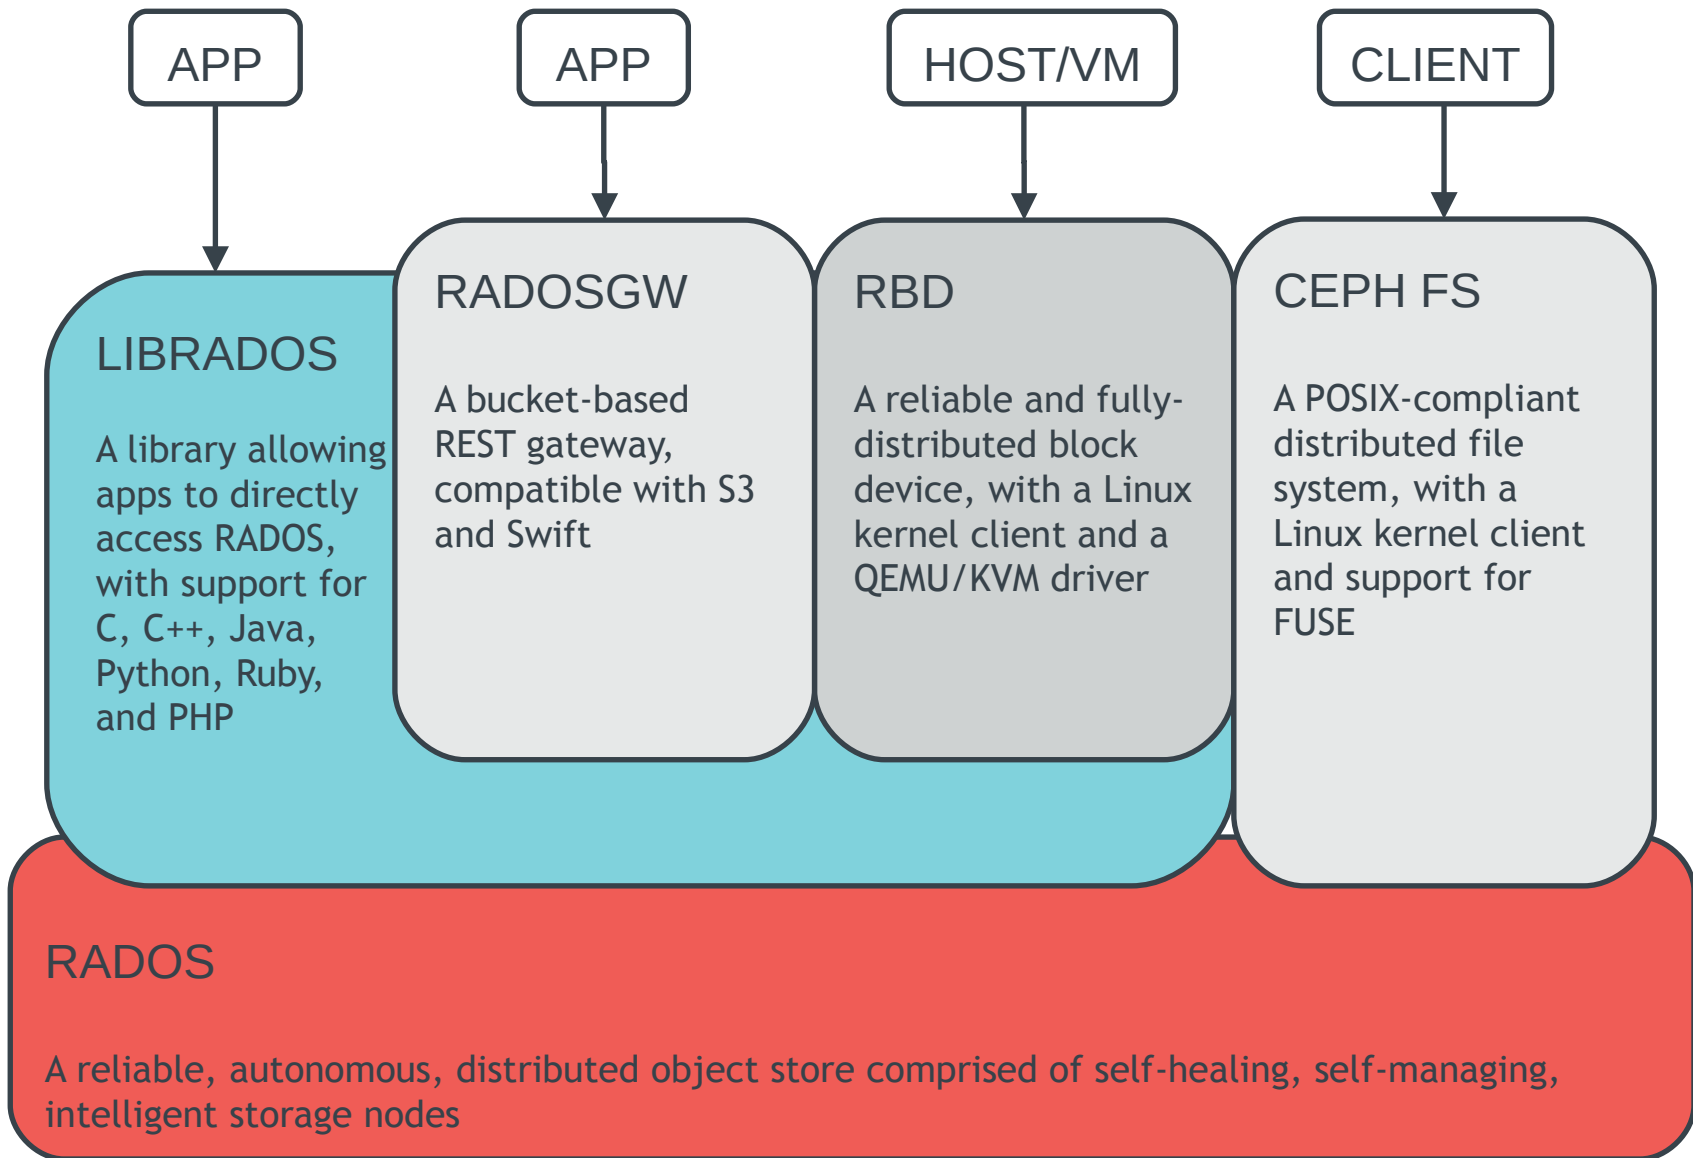 APP
APP
HOST/VM
CLIENT
LIBRADOS
A library allowing
apps to directly
access RADOS,
with support for
C, C++, Java,
Python, Ruby,
and PHP
RADOSGW
A bucket-based
REST gateway,
compatible with S3
and Swift
RBD
A reliable and fully-
distributed block
device, with a Linux
kernel client and a
QEMU/KVM driver
CEPH FS
A POSIX-compliant
distributed file
system, with a
Linux kernel client
and support for
FUSE
RADOS
A reliable, autonomous, distributed object store comprised of self-healing, self-managing,
intelligent storage nodes